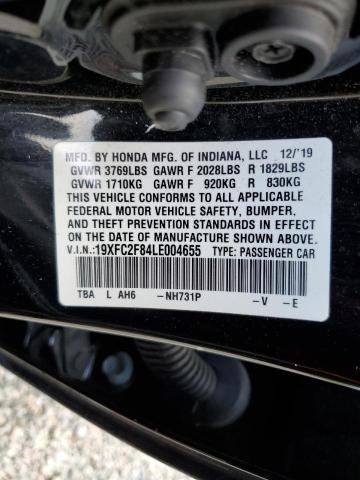 MFD. BY HONDA MFG. OF INDIANA, LLC 12/'19
GVWR 3769LBS GAWR F 2028LBS R 1829LBS
GVWR 1710KG GAWR F 920KG R 830KG
THIS VEHICLE CONFORMS TO ALL APPLICABLE
FEDERAL MOTOR VEHICLE SAFETY, BUMPER,
AND THEFT PREVENTION STANDARDS IN EFFECT
ON THE DATE OF MANUFACTURE SHOWN ABOVE.
V.I.N.:19XFC2F84LE004655 TYPE: PASSENGER CAR
TBA L AH6 -NH731P -V -E